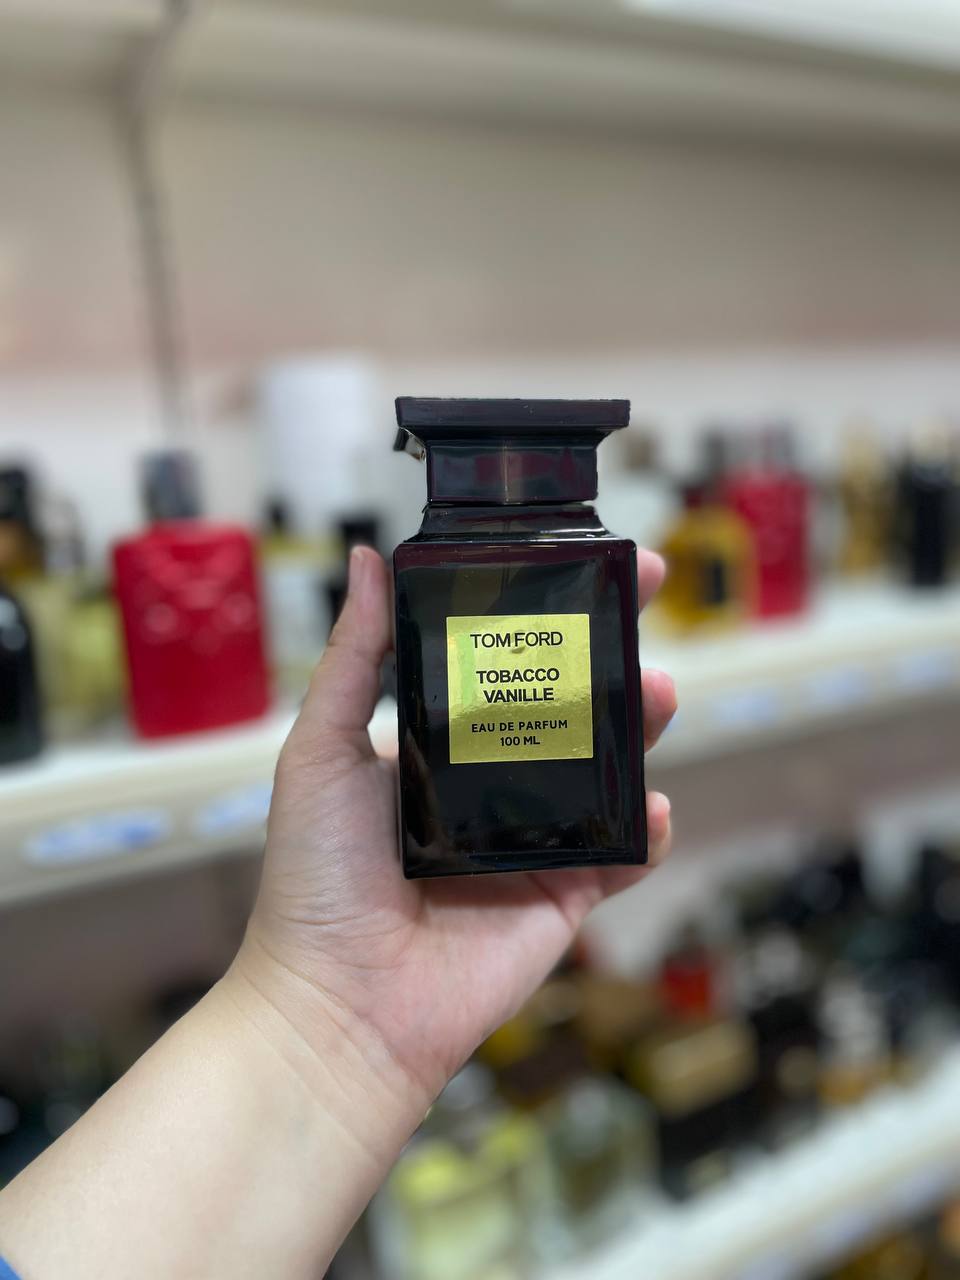 TOM FORD
TOBACCO
VANILLE
EAU DE PARFUM
100 ML